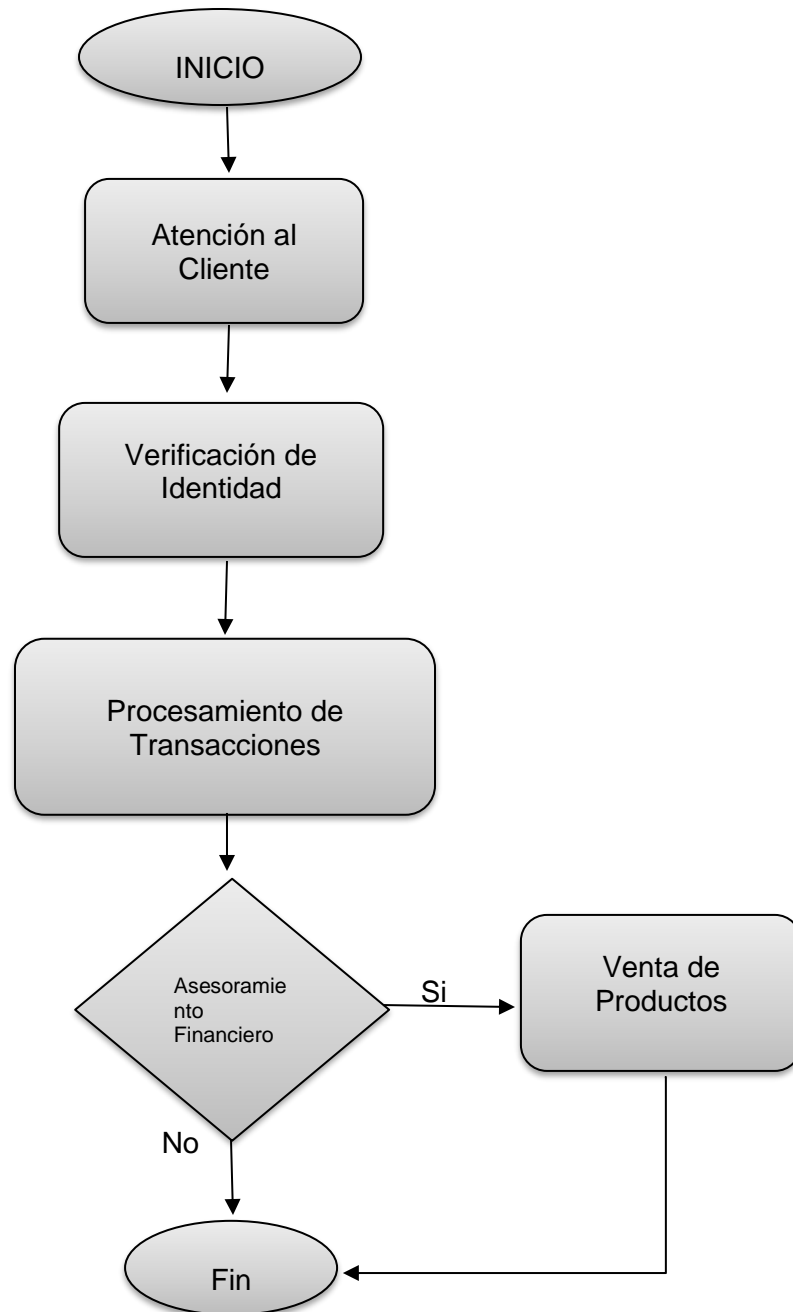 INICIO
Atención al
Cliente
Verificación de
Identidad
Procesamiento de
Transacciones
Asesoramie
nto
Financiero
Si
Venta de
Productos
No
Fin